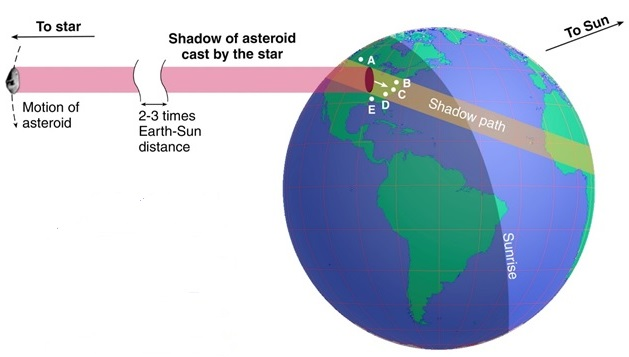 To star
Shadow of asteroid
cast by the star
To Sun
Motion of
asteroid
2-3 times
Earth-Sun
distance
A
B
C
D
E
Shadow path
Sunrise